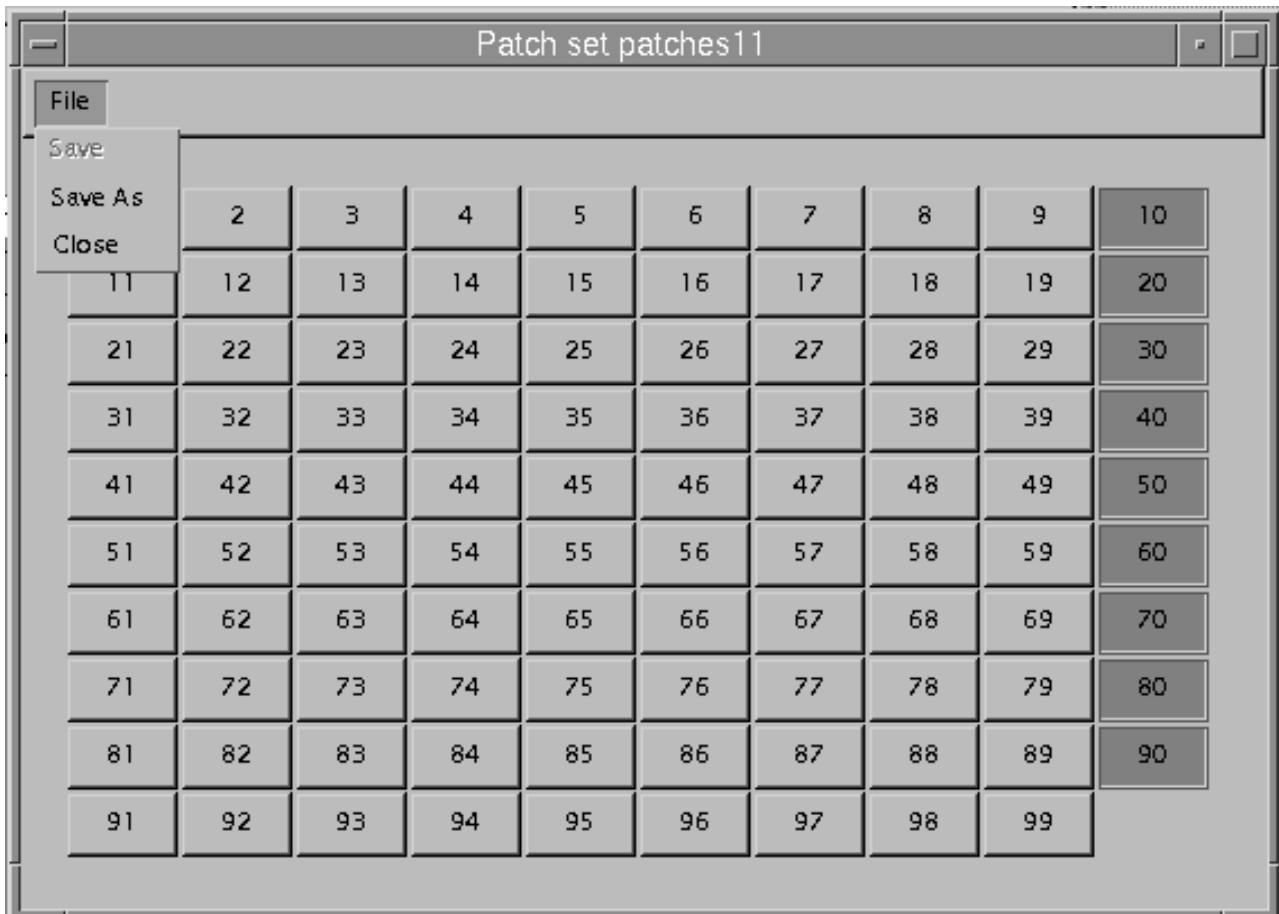 Patch set patches11
File
Save
Save As
Close
2 3 4 5 6 7 8 9 10
11 12 13 14 15 16 17 18 19 20
21 22 23 24 25 26 27 28 29 30
31 32 33 34 35 36 37 38 39 40
41 42 43 44 45 46 47 48 49 50
51 52 53 54 55 56 57 58 59 60
61 62 63 64 65 66 67 68 69 70
71 72 73 74 75 76 77 78 79 80
81 82 83 84 85 86 87 88 89 90
91 92 93 94 95 96 97 98 99